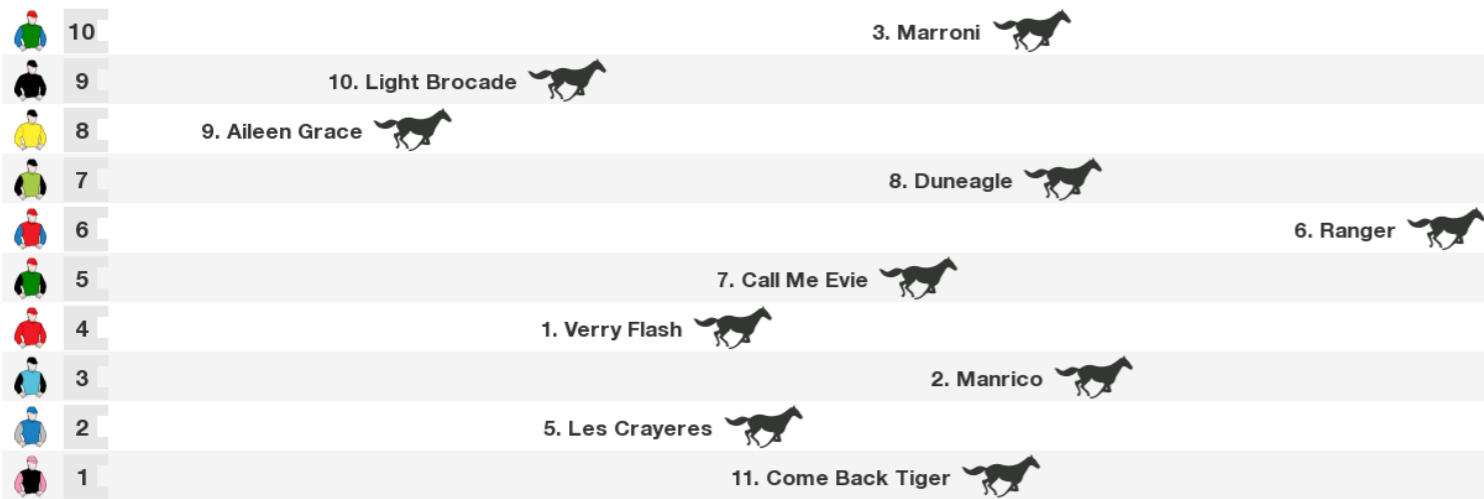 10 3. Marroni
9 10. Light Brocade
8 9. Aileen Grace
7 8. Duneagle
6 6. Ranger
5 7. Call Me Evie
4 1. Verry Flash
3 2. Manrico
2 5. Les Crayeres
1 11. Come Back Tiger